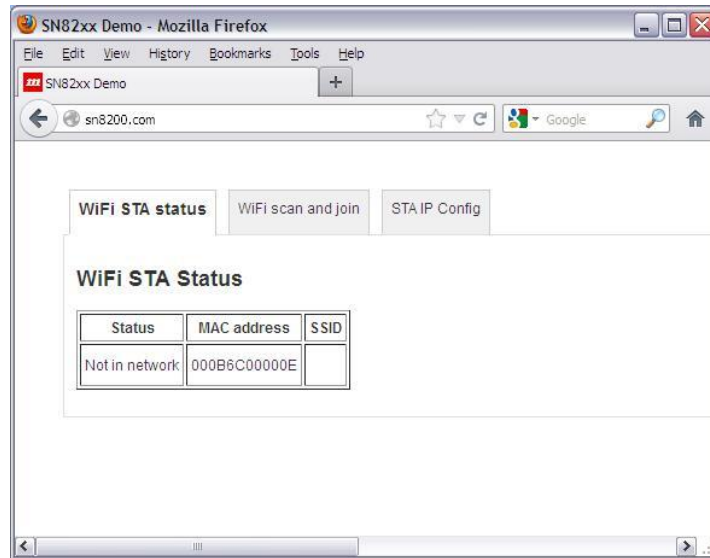 SN82xx Demo - Mozilla Firefox
File Edit View History Bookmarks Tools Help
SN82xx Demo
sn8200.com Google
WiFi STA status WiFi scan and join STA IP Config
WiFi STA Status
Status MAC address SSID
Not in network 000B6C00000E